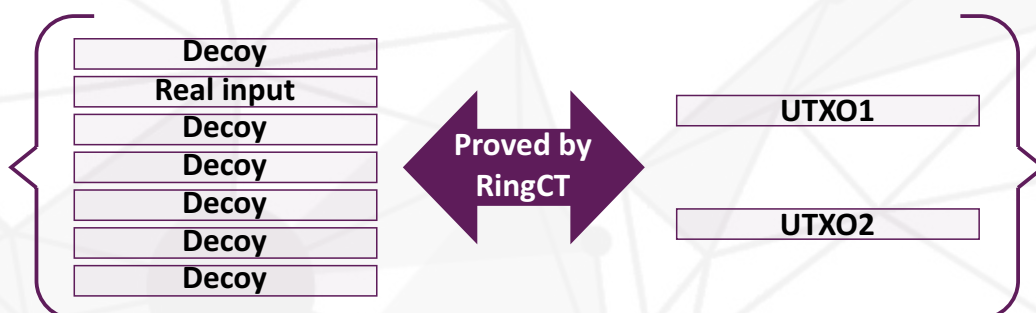 Decoy
Real input
Decoy
Decoy
Decoy
Decoy
Decoy
Proved by
RingCT
UTXO1
UTXO2